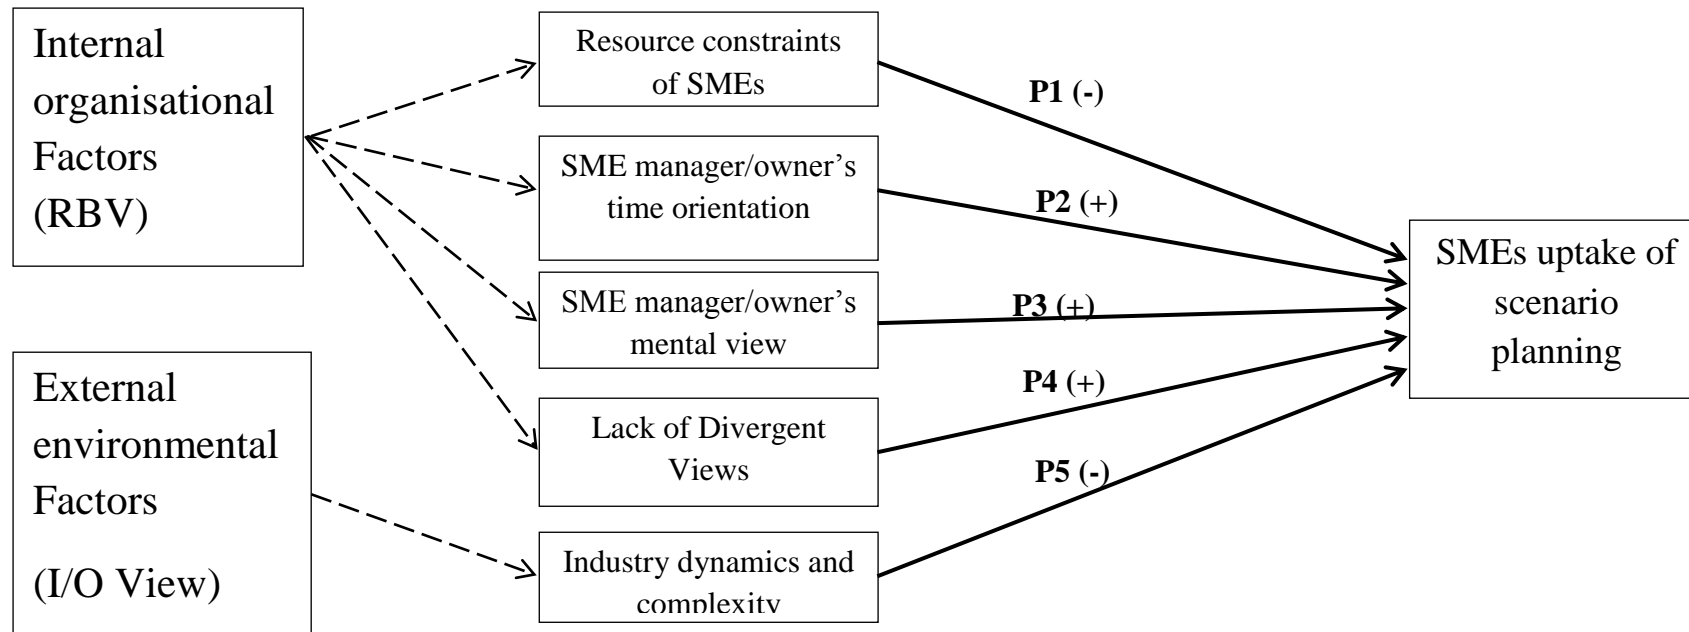 Internal
organisational
Factors
(RBV)
External
environmental
Factors
(I/O View)
Resource constraints
of SMEs
SME manager/owner’s
time orientation
SME manager/owner’s
mental view
Lack of Divergent
Views
Industry dynamics and
complexity
P1 (-)
P2 (+)
P3 (+)
P4 (+)
P5 (-)
SMEs uptake of
scenario
planning